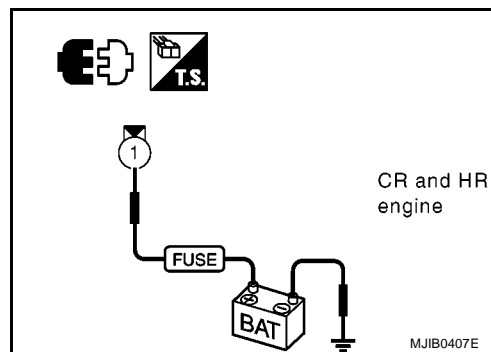 T.S.
1
CR and HR
engine
FUSE
+ -
BAT
MJIB0407E